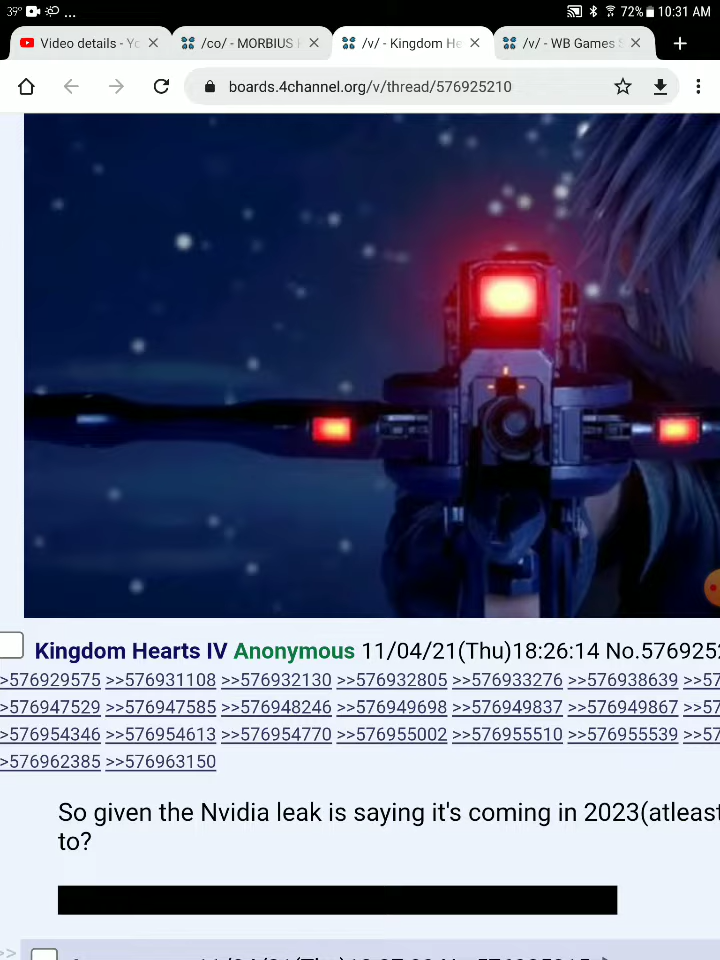 39° ... 72% 10:31 AM
Video details - Yo /co/ - MORBIUS /v/ - Kingdom He /v/ - WB Games S
boards.4channel.org/v/thread/576925210
Kingdom Hearts IV Anonymous 11/04/21(Thu)18:26:14 No.576925
>576929575 >>576931108 >>576932130 >>576932805 >>576933276 >>576938639 >>57
>576947529 >>576947585 >>576948246 >>576949698 >>576949837 >>576949867 >>57
>576954346 >>576954613 >>576954770 >>576955002 >>576955510 >>576955539 >>57
>576962385 >>576963150
So given the Nvidia leak is saying it's coming in 2023(atleast
to?
>>